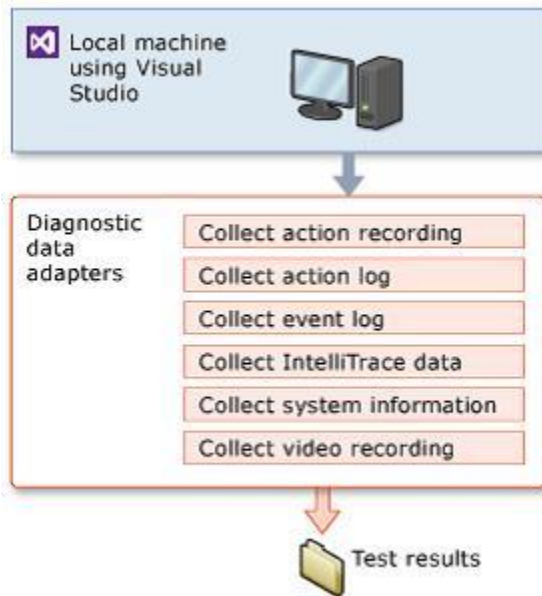 Local machine
using Visual
Studio
Diagnostic
data
adapters
Collect action recording
Collect action log
Collect event log
Collect IntelliTrace data
Collect system information
Collect video recording
Test results